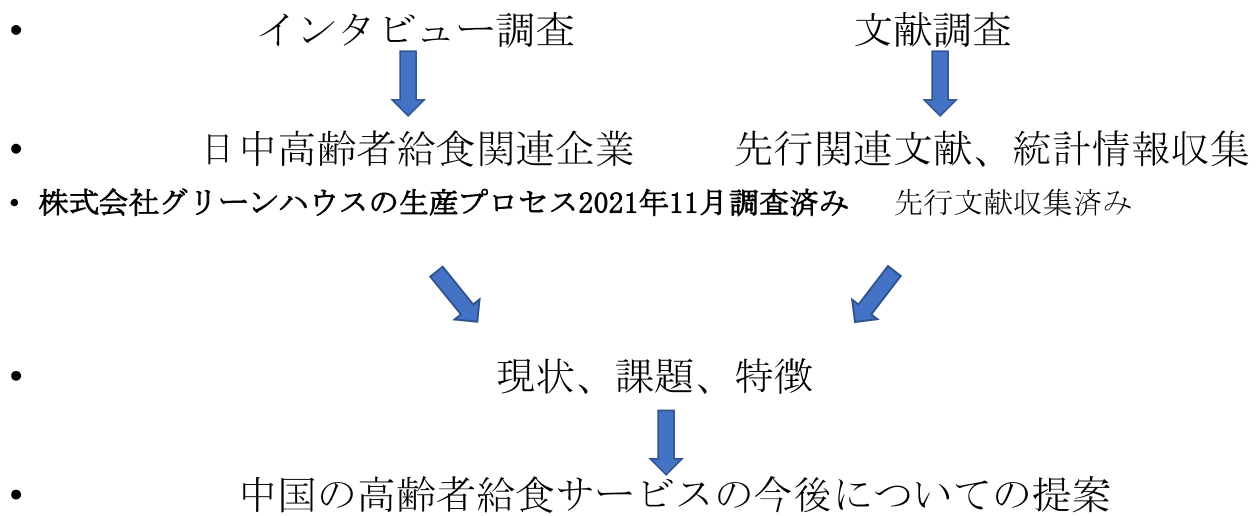 • インタビュー調査 文献調査
• 日中高齢者給食関連企業 先行関連文献、統計情報収集
• 株式会社グリーンハウスの生産プロセス2021年11月調査済み 先行文献収集済み
• 現状、課題、特徴
• 中国の高齢者給食サービスの今後についての提案